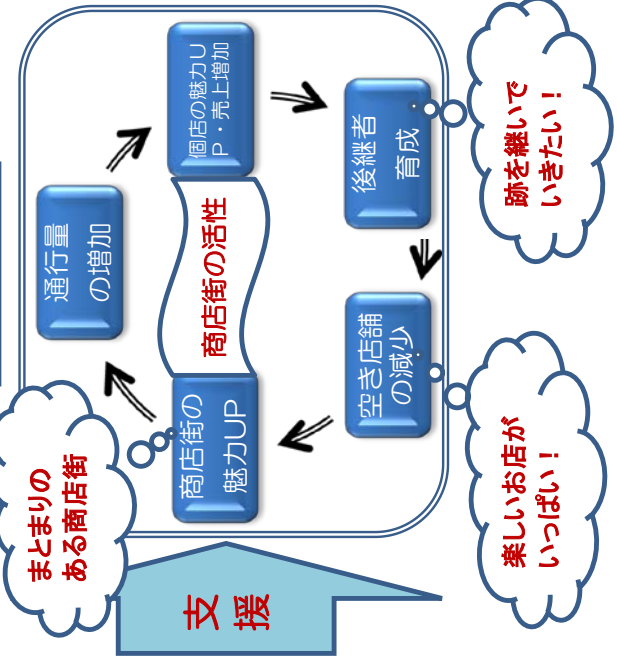 まとまりの
ある商店街
通行量
の増加
個店の魅力U
P・売上増加
商店街の
魅力UP
商店街の活性
後継者
育成
空き店舗
の減少
跡を継いで
いきたい！
楽しいお店が
いっぱい！
支
援